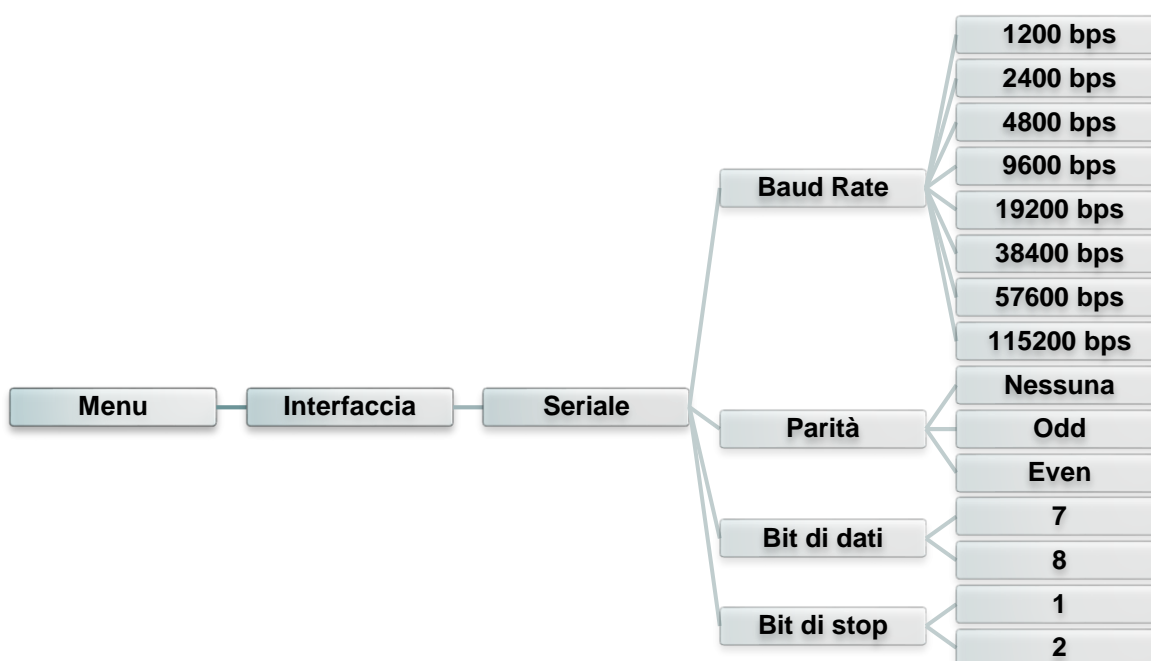 Menu
Interfaccia
Seriale
Baud Rate
1200 bps
2400 bps
4800 bps
9600 bps
19200 bps
38400 bps
57600 bps
115200 bps
Parità
Nessuna
Odd
Even
Bit di dati
7
8
Bit di stop
1
2